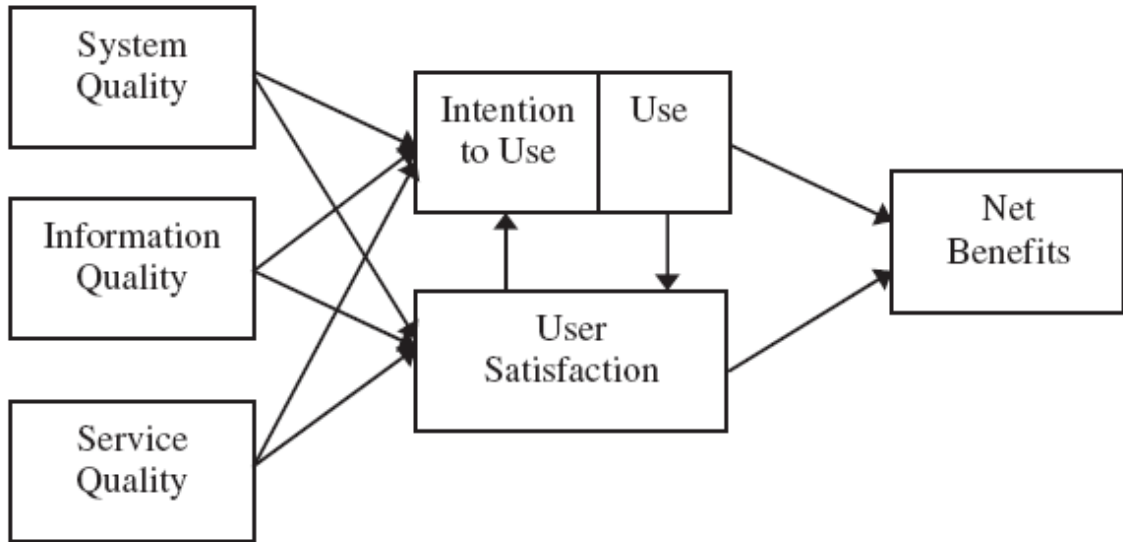 System
Quality
Intention
to Use
Use
Net
Benefits
Information
Quality
User
Satisfaction
Service
Quality